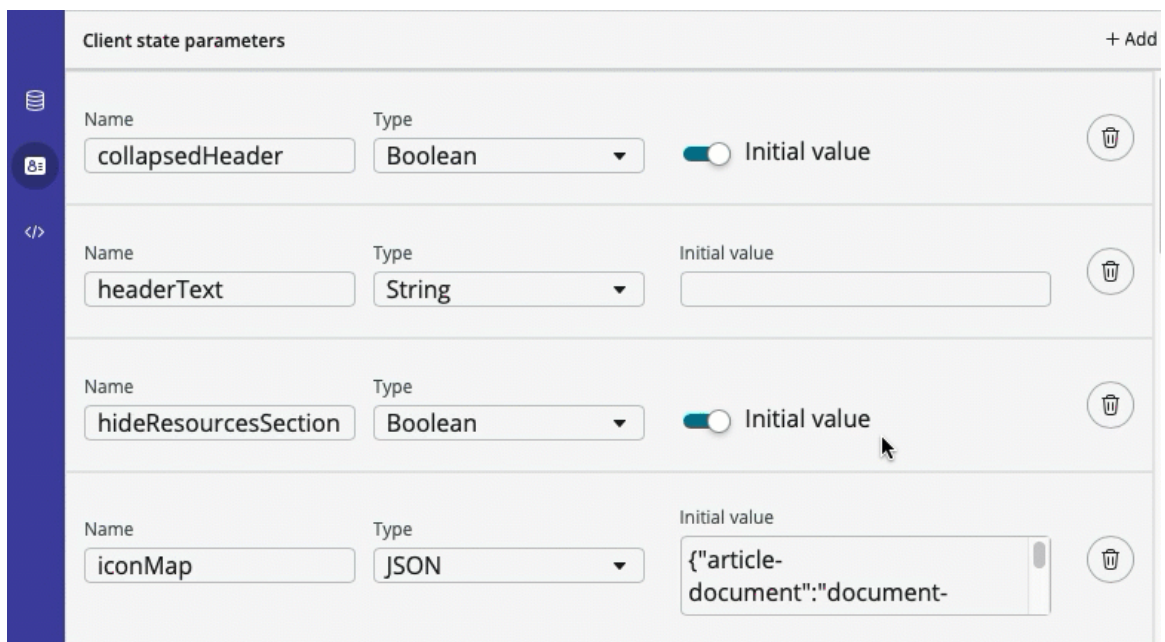 Client state parameters
+ Add
Name
Type
collapsedHeader
Boolean
Initial value
Name
Type
Initial value
headerText
String
Name
Type
hideResourcesSection
Boolean
Initial value
Name
Type
Initial value
iconMap
JSON
{"article-
document":"document-